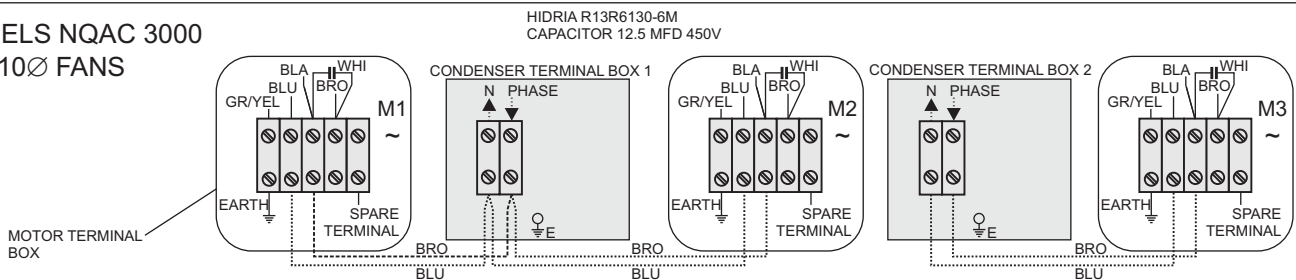 HIDRIA R13R6130-6M
CAPACITOR 12.5 MFD 450V
ELS NQAC 3000
10Ø FANS
GR/YEL
BLU
BLA
WHI
BRO
M1
~
EARTH
SPARE
TERMINAL
MOTOR TERMINAL
BOX
CONDENSER TERMINAL BOX 1
N PHASE
E
BRO
BLU
GR/YEL
BLU
BLA
WHI
BRO
M2
~
EARTH
SPARE
TERMINAL
BRO
BLU
CONDENSER TERMINAL BOX 2
N PHASE
E
GR/YEL
BLU
BLA
WHI
BRO
M3
~
EARTH
SPARE
TERMINAL
BRO
BLU